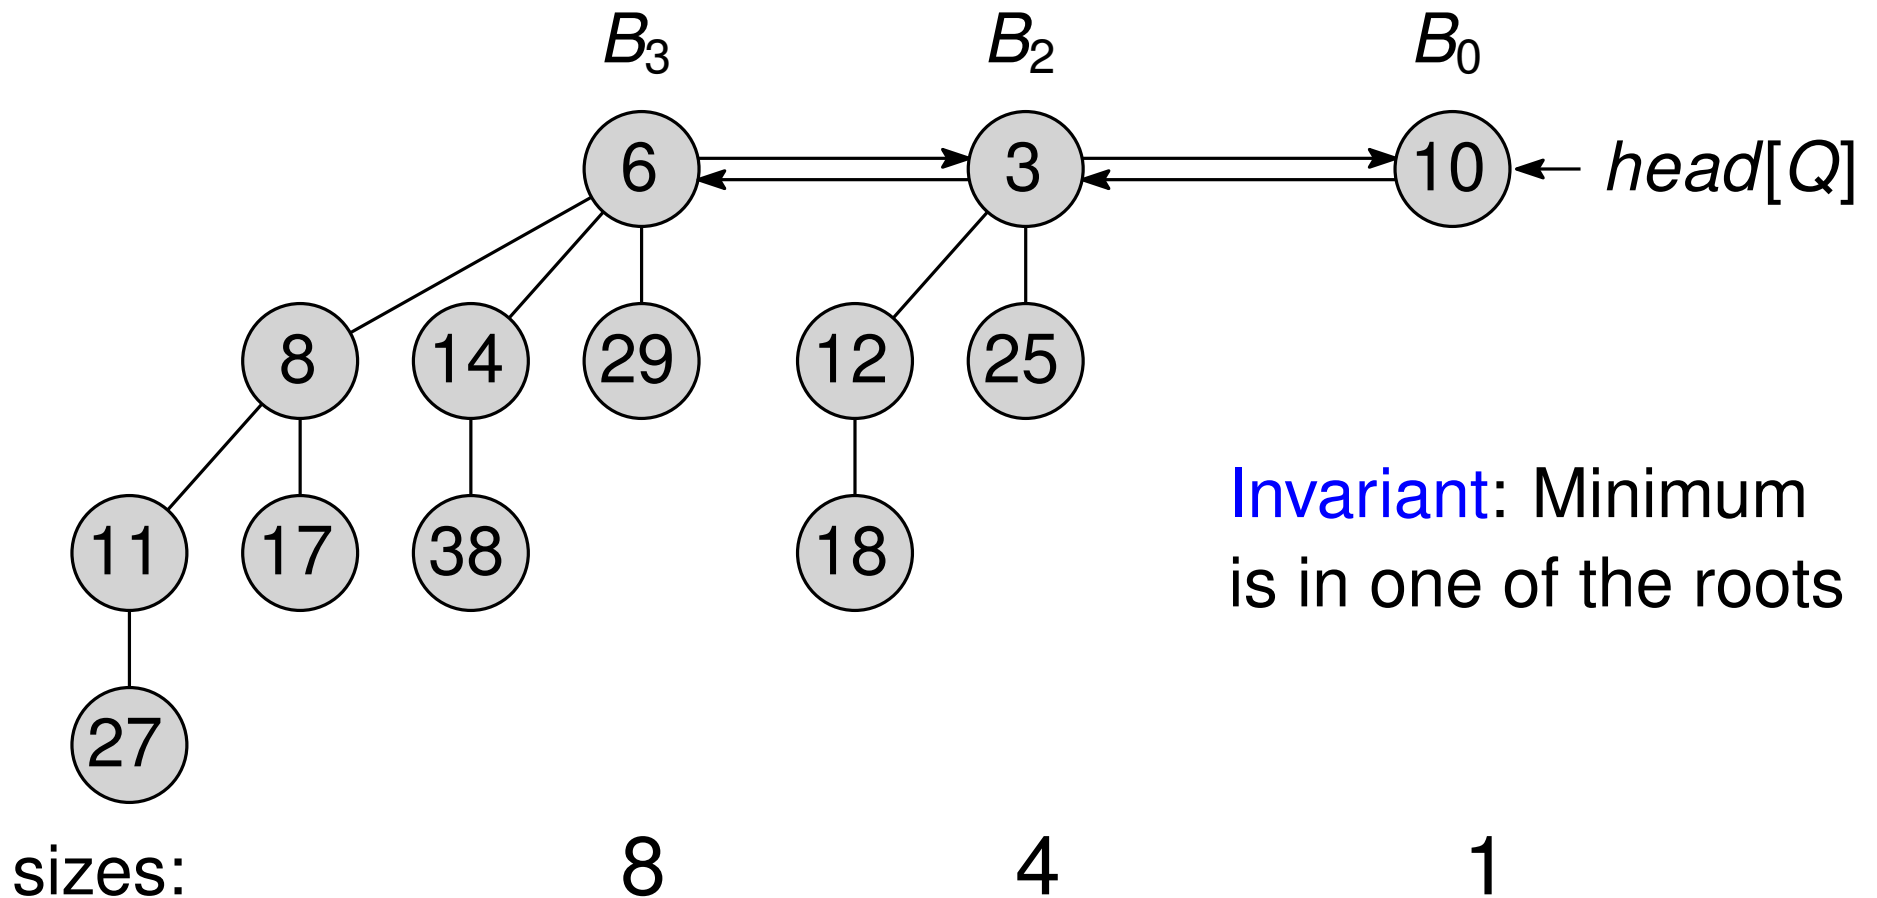 B₃ B₂ B₀
6 3 10 head[Q]
8 14 29 12 25
11 17 38 18
Invariant: Minimum
is in one of the roots
27
sizes: 8 4 1